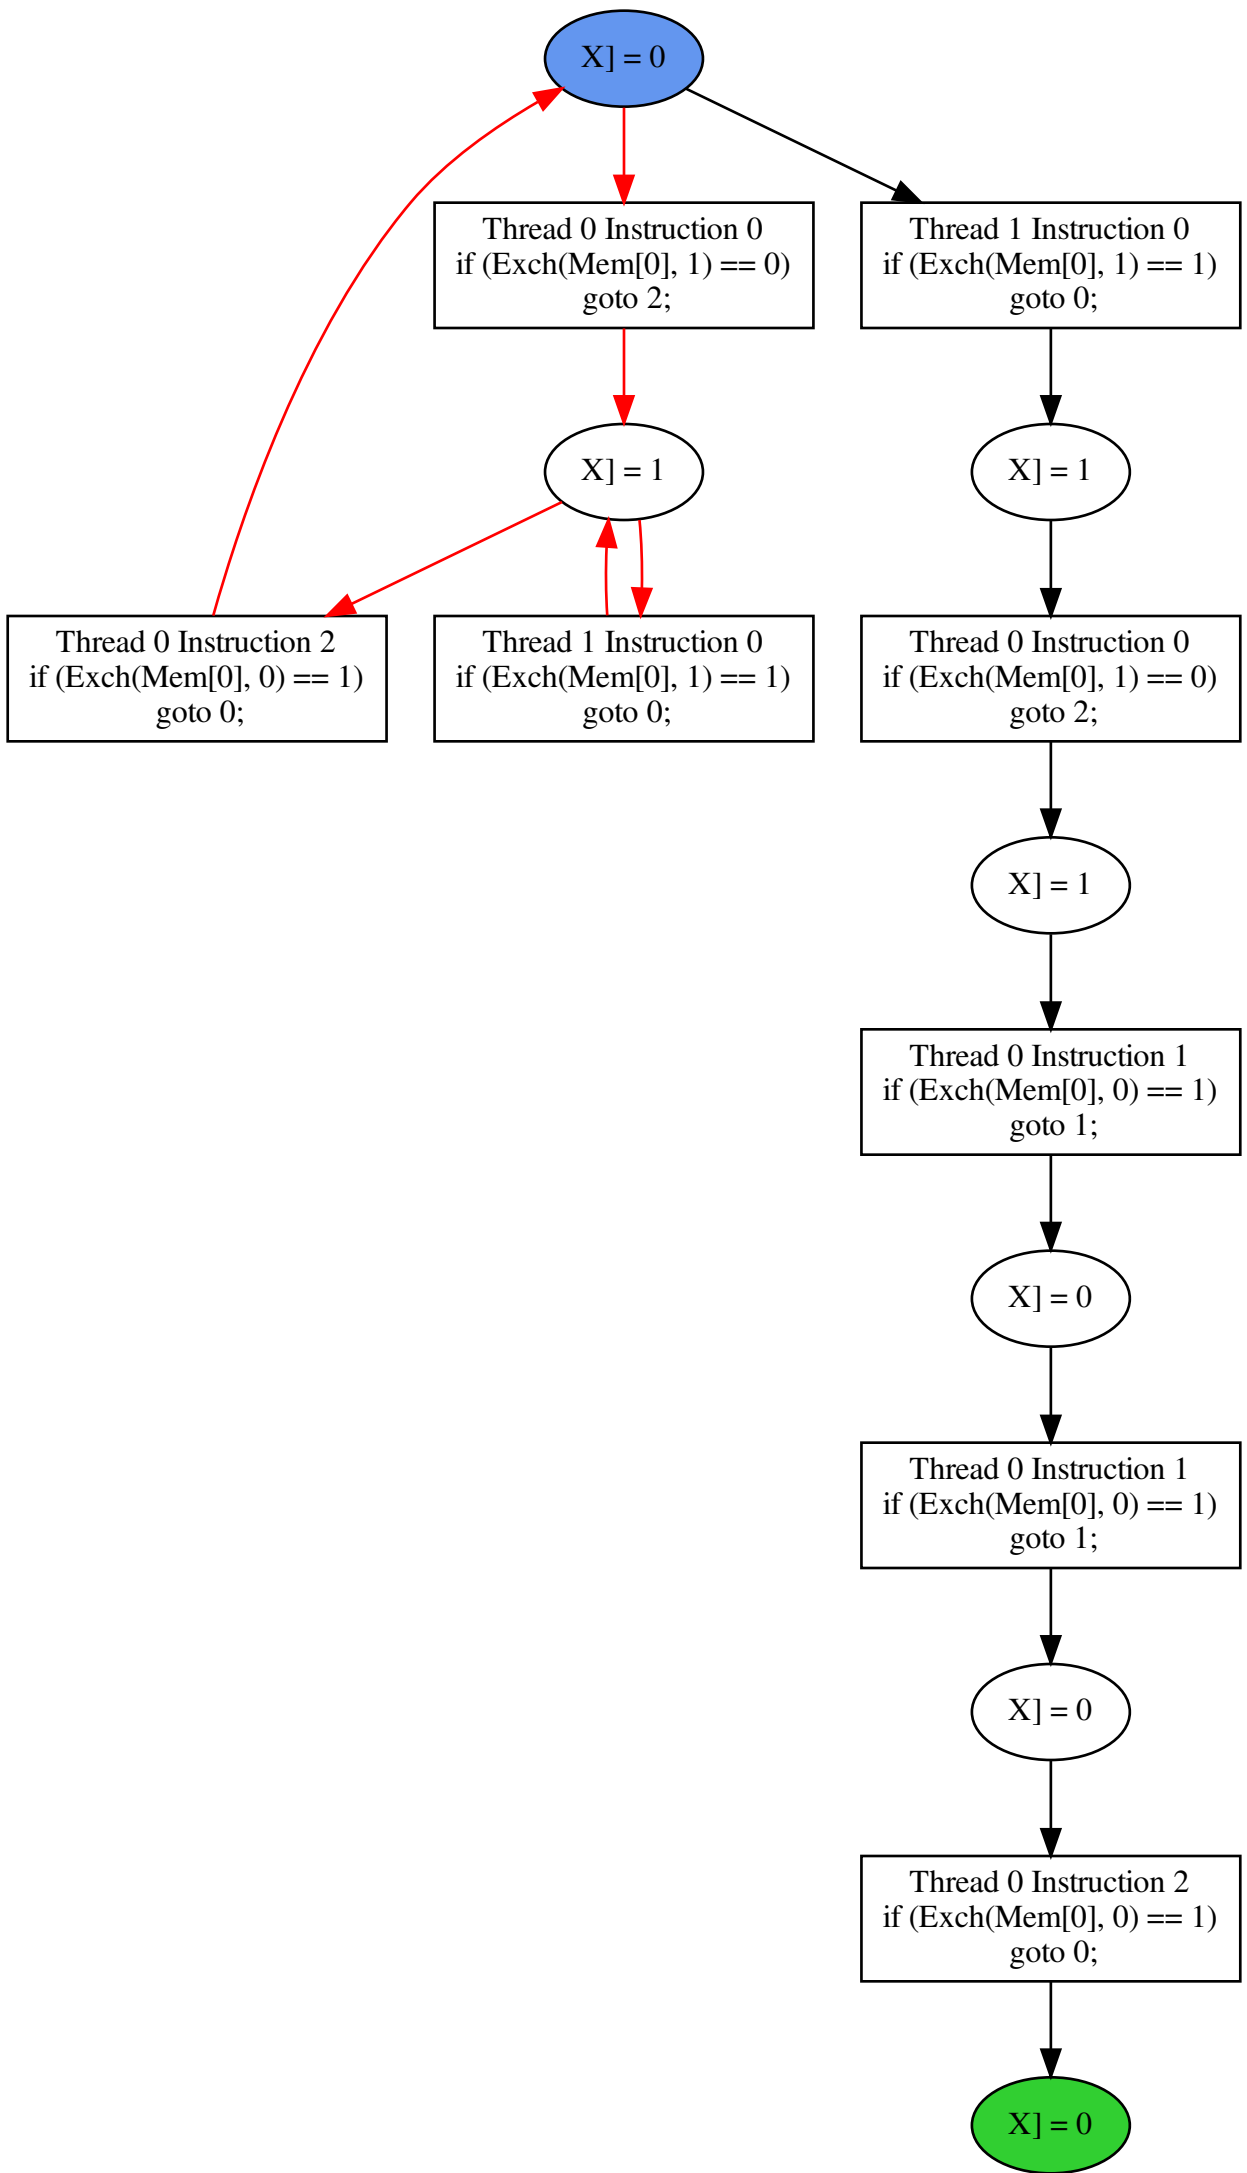 X] = 0
Thread 0 Instruction 0
if (Exch(Mem[0], 1) == 0)
goto 2;
Thread 1 Instruction 0
if (Exch(Mem[0], 1) == 1)
goto 0;
X] = 1
X] = 1
Thread 0 Instruction 2
if (Exch(Mem[0], 0) == 1)
goto 0;
Thread 1 Instruction 0
if (Exch(Mem[0], 1) == 1)
goto 0;
Thread 0 Instruction 0
if (Exch(Mem[0], 1) == 0)
goto 2;
X] = 1
Thread 0 Instruction 1
if (Exch(Mem[0], 0) == 1)
goto 1;
X] = 0
Thread 0 Instruction 1
if (Exch(Mem[0], 0) == 1)
goto 1;
X] = 0
Thread 0 Instruction 2
if (Exch(Mem[0], 0) == 1)
goto 0;
X] = 0